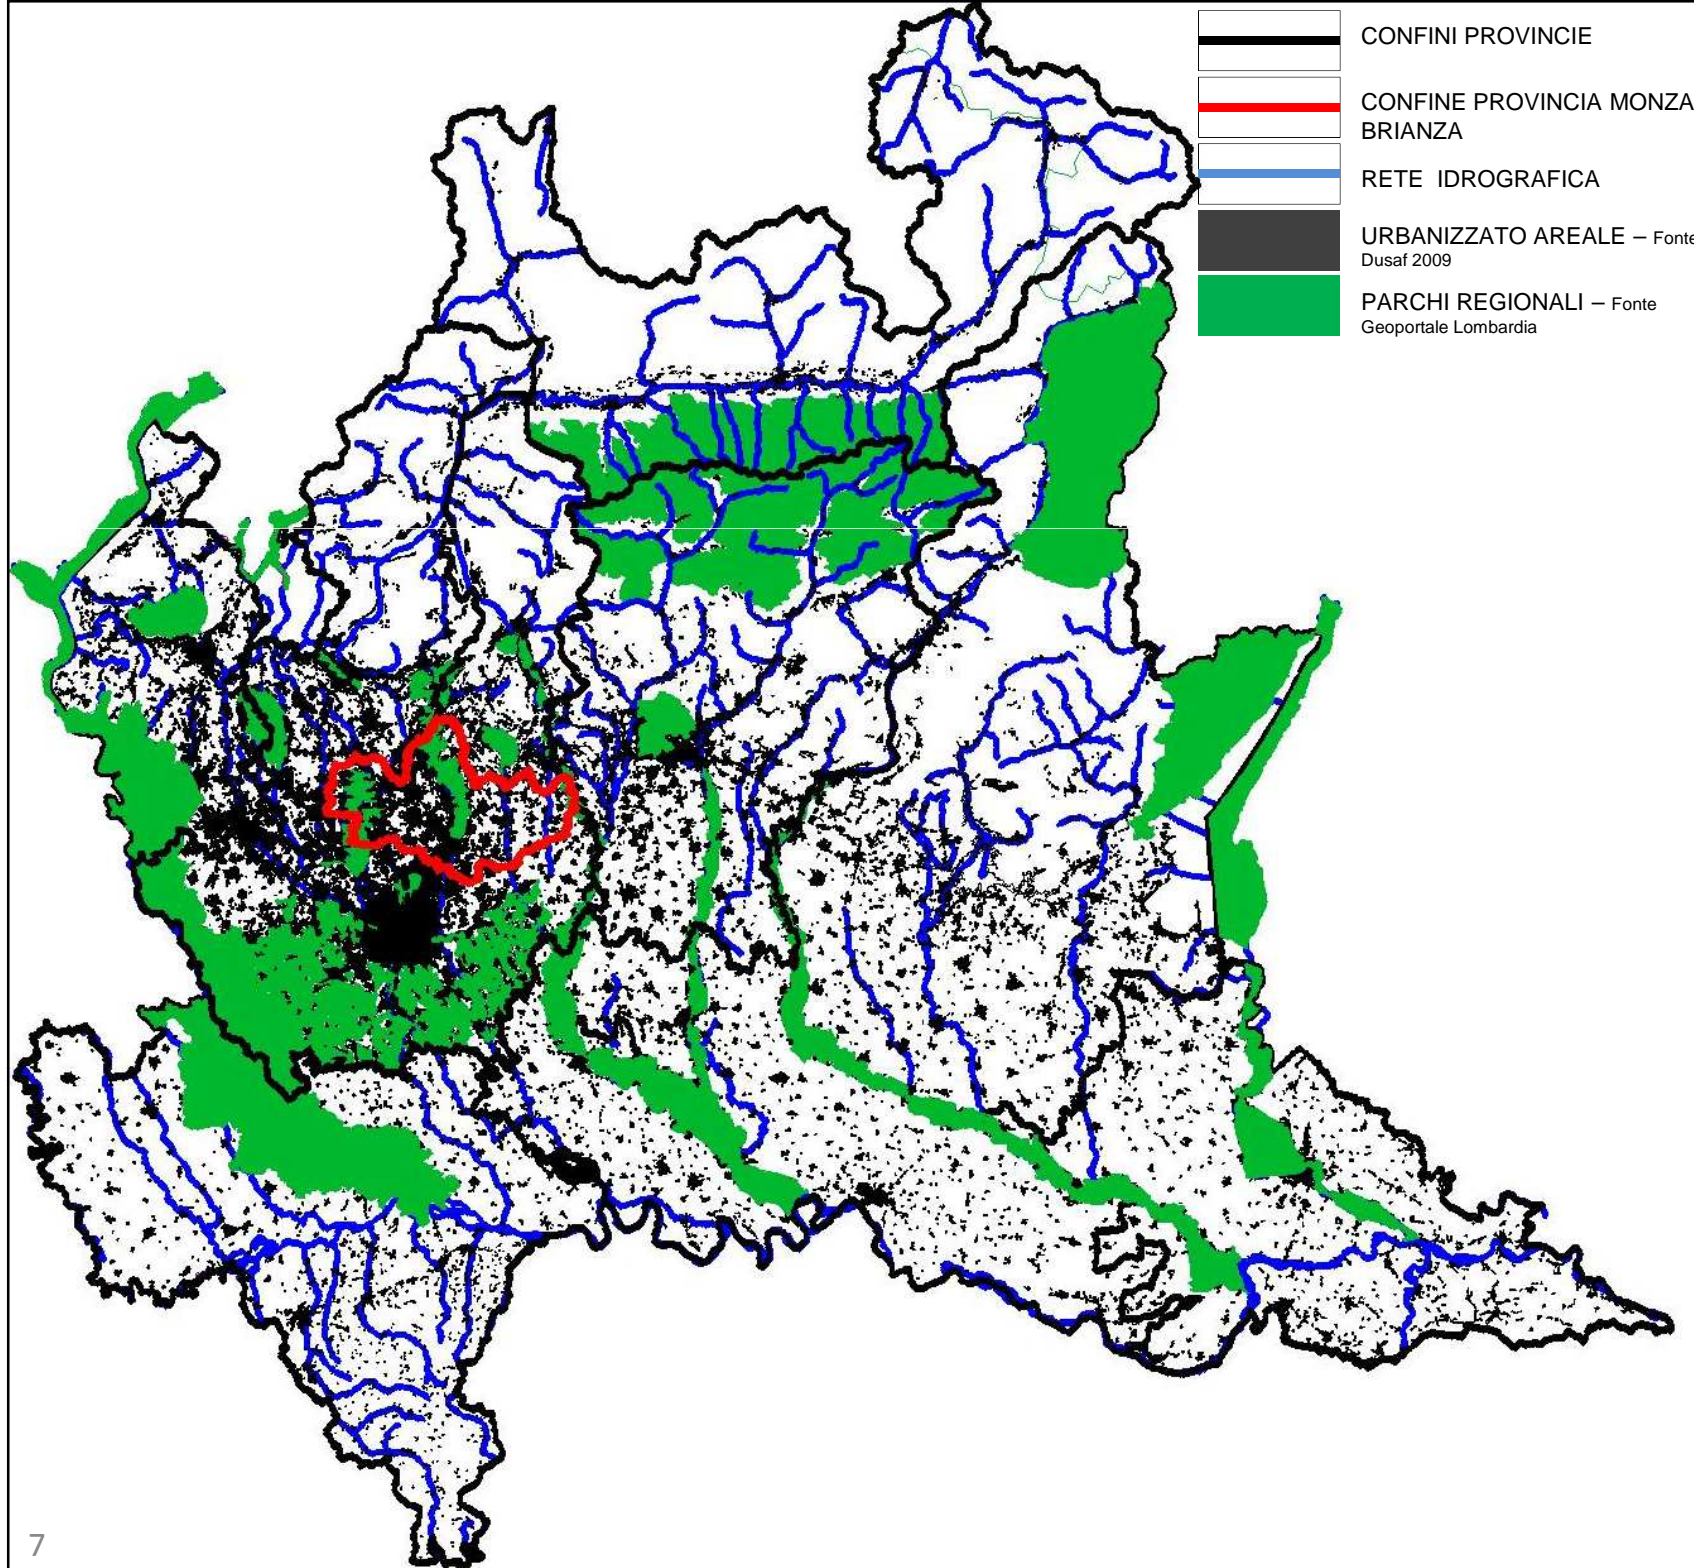 CONFINI PROVINCIE
CONFINE PROVINCIA MONZA
BRIANZA
RETE IDROGRAFICA
URBANIZZATO AREALE – Fonte
Dusaf 2009
PARCHI REGIONALI – Fonte
Geoportale Lombardia
7